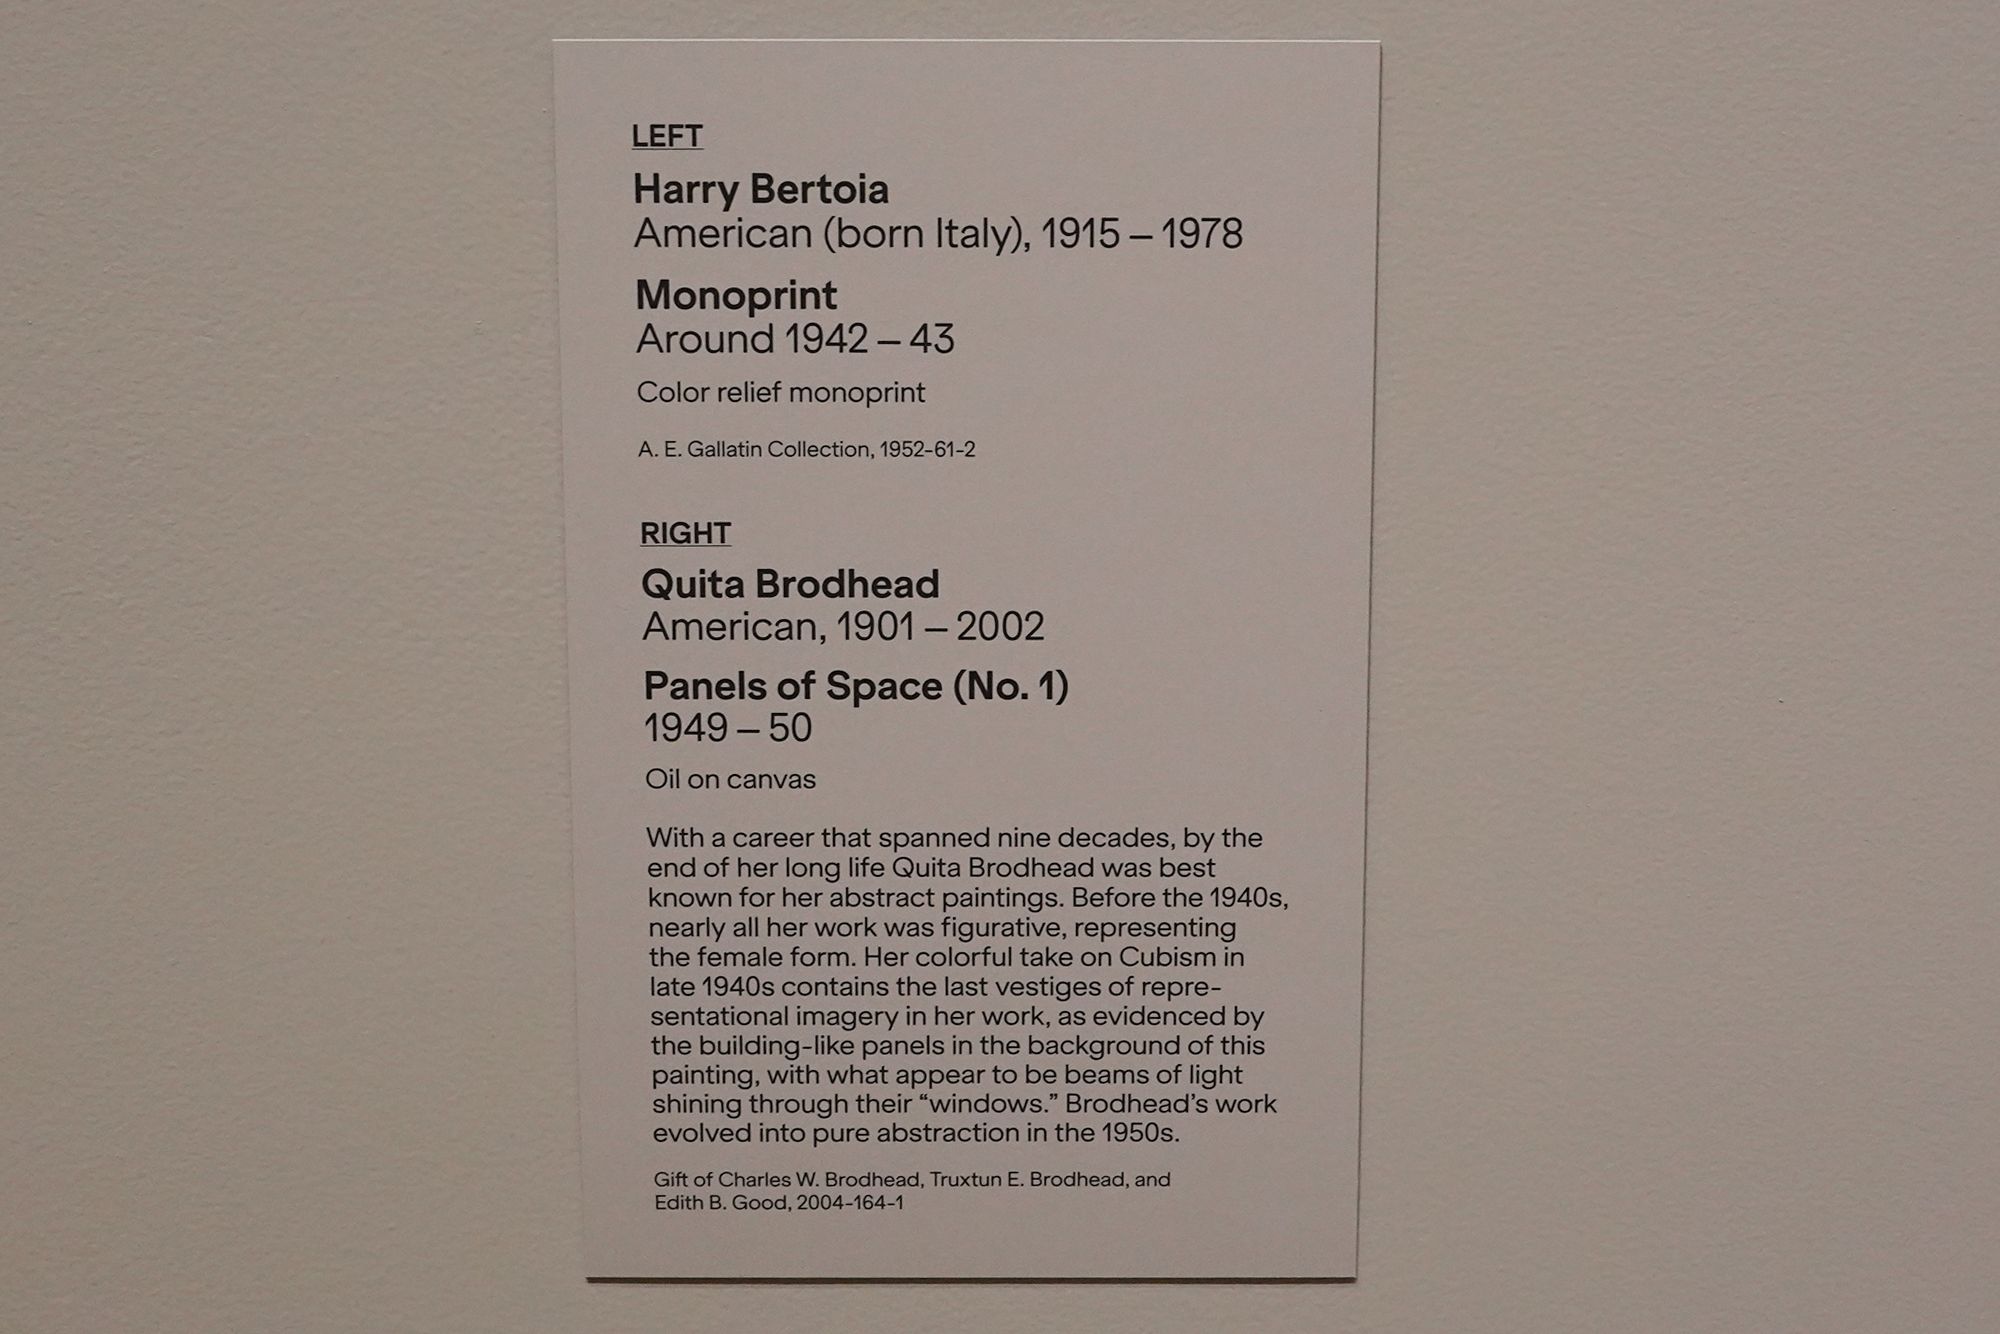 LEFT
Harry Bertoia
American (born Italy), 1915 – 1978
Monoprint
Around 1942 – 43
Color relief monoprint
A. E. Gallatin Collection, 1952-61-2
RIGHT
Quita Brodhead
American, 1901 – 2002
Panels of Space (No. 1)
1949 – 50
Oil on canvas
With a career that spanned nine decades, by the
end of her long life Quita Brodhead was best
known for her abstract paintings. Before the 1940s,
nearly all her work was figurative, representing
the female form. Her colorful take on Cubism in
late 1940s contains the last vestiges of repre-
sentational imagery in her work, as evidenced by
the building-like panels in the background of this
painting, with what appear to be beams of light
shining through their “windows.” Brodhead’s work
evolved into pure abstraction in the 1950s.
Gift of Charles W. Brodhead, Truxtun E. Brodhead, and
Edith B. Good, 2004-164-1